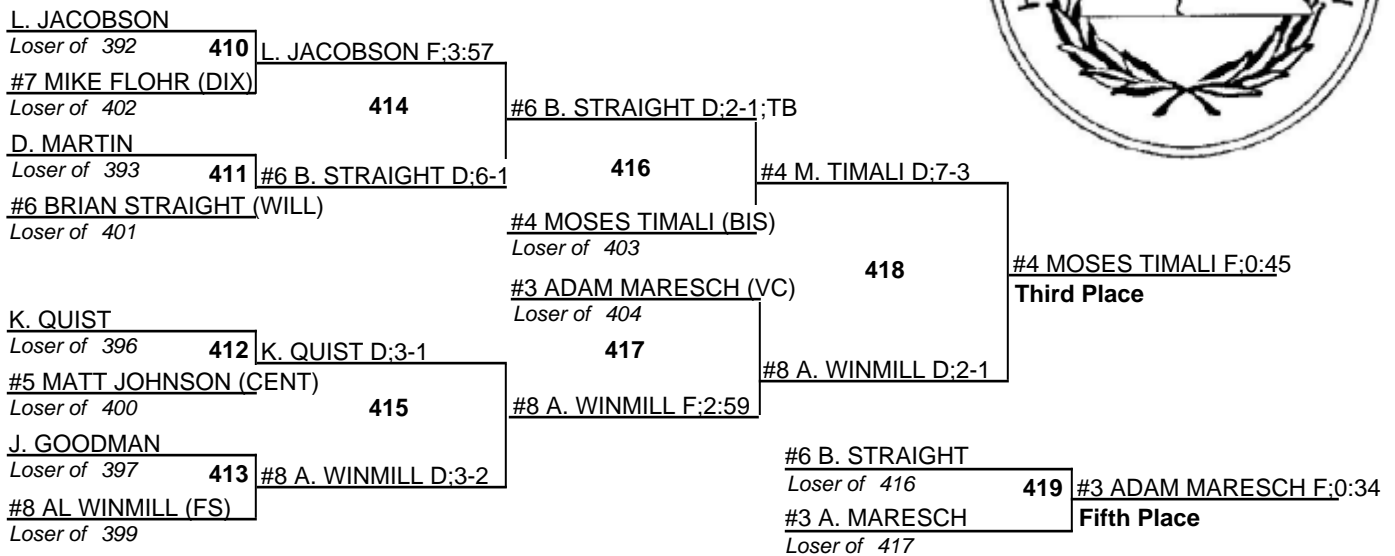 L. JACOBSON
Loser of 392
410
L. JACOBSON F;3:57
#7 MIKE FLOHR (DIX)
Loser of 402
414
#6 B. STRAIGHT D;2-1;TB
D. MARTIN
Loser of 393
411
#6 B. STRAIGHT D;6-1
416
#4 M. TIMALI D;7-3
#6 BRIAN STRAIGHT (WILL)
Loser of 401
#4 MOSES TIMALI (BIS)
Loser of 403
418
#4 MOSES TIMALI F;0:45
Third Place
#3 ADAM MARESCH (VC)
Loser of 404
K. QUIST
Loser of 396
412
K. QUIST D;3-1
417
#8 A. WINMILL D;2-1
#5 MATT JOHNSON (CENT)
Loser of 400
415
#8 A. WINMILL F;2:59
J. GOODMAN
Loser of 397
413
#8 A. WINMILL D;3-2
#8 AL WINMILL (FS)
Loser of 399
#6 B. STRAIGHT
Loser of 416
419
#3 ADAM MARESCH F;0:34
Fifth Place
#3 A. MARESCH
Loser of 417